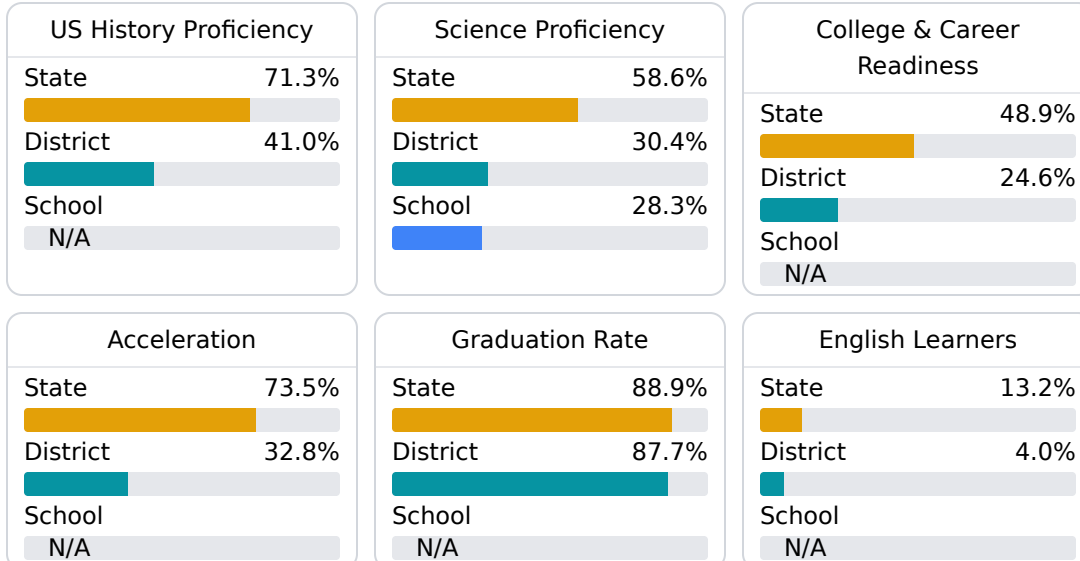 US History Proficiency
State 71.3%
District 41.0%
School
N/A
Science Proficiency
State 58.6%
District 30.4%
School 28.3%
College & Career
Readiness
State 48.9%
District 24.6%
School
N/A
Acceleration
State 73.5%
District 32.8%
School
N/A
Graduation Rate
State 88.9%
District 87.7%
School
N/A
English Learners
State 13.2%
District 4.0%
School
N/A